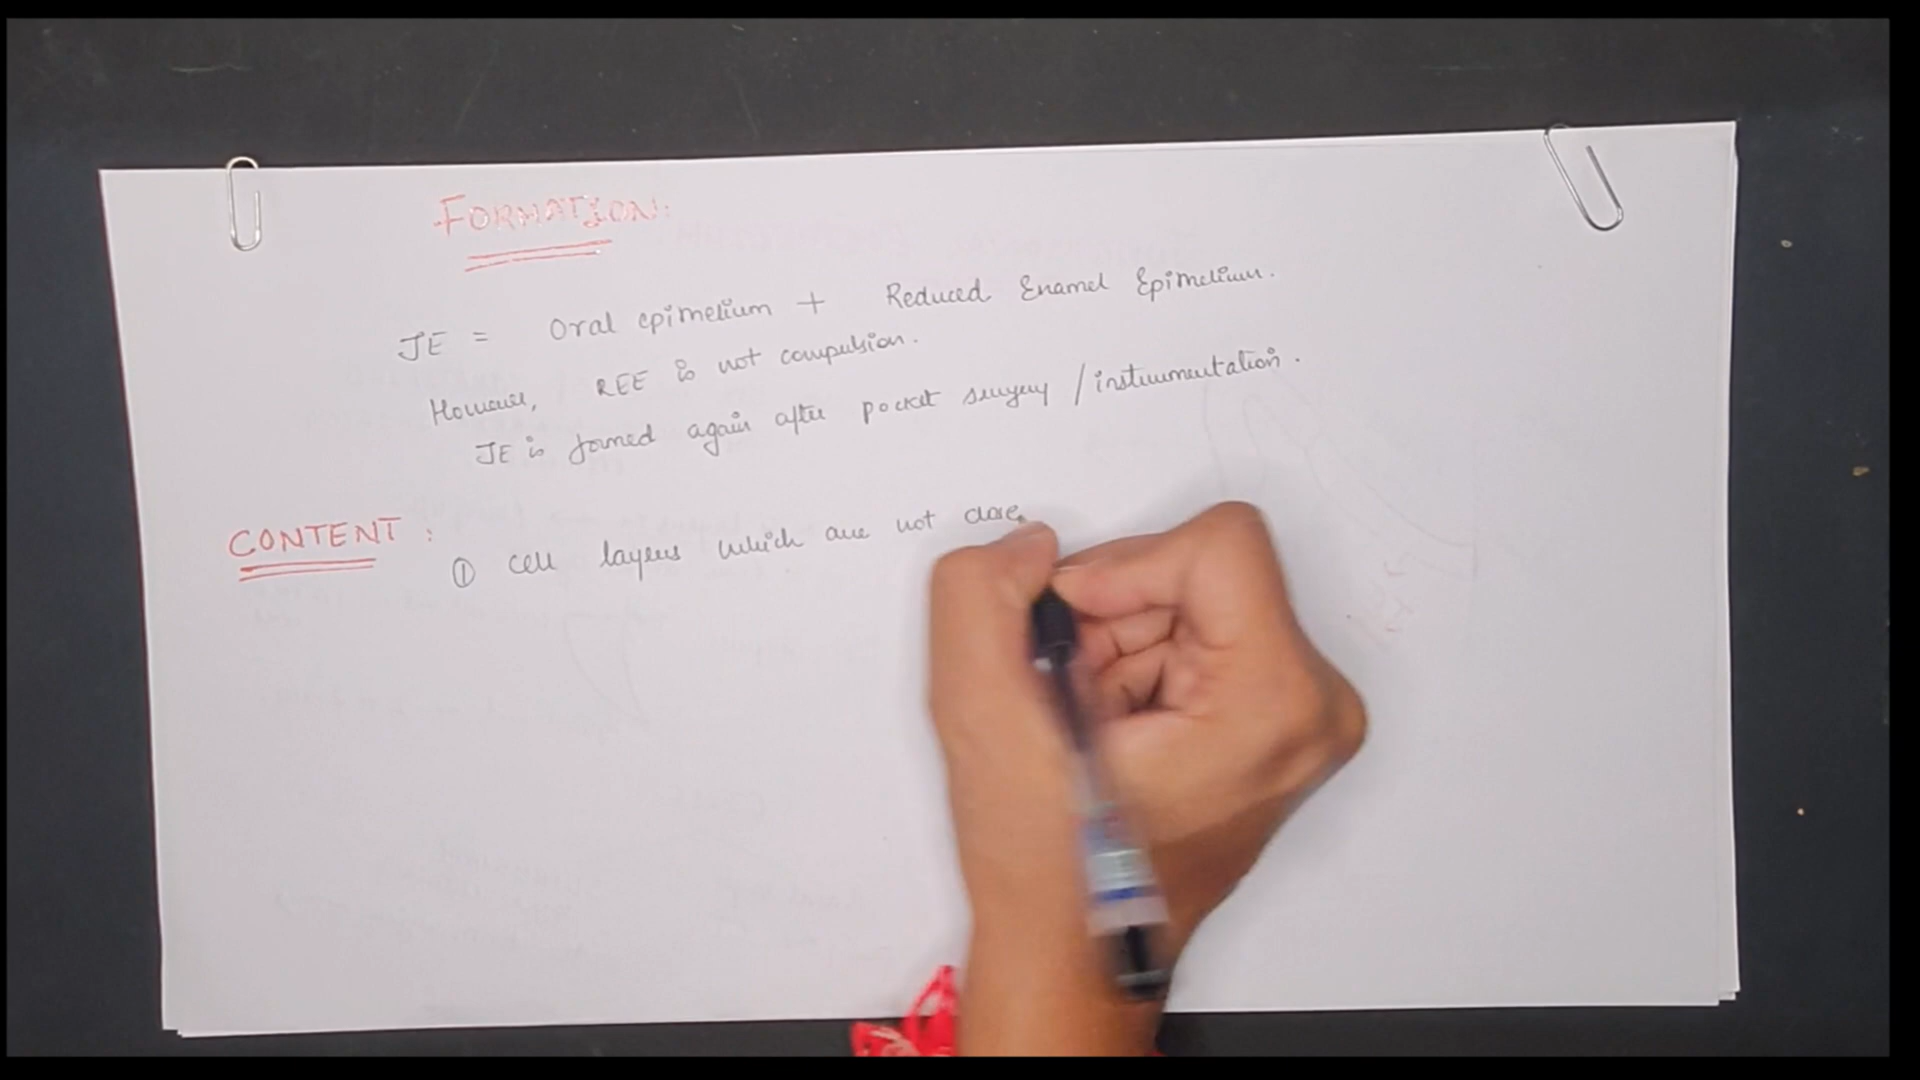 FORMATION:
JE = Oral epithelium + Reduced Enamel Epithelium.
However, REE is not compulsion.
JE is formed again after pocket surgery / instrumentation.
CONTENT :
① cell layers which are not close